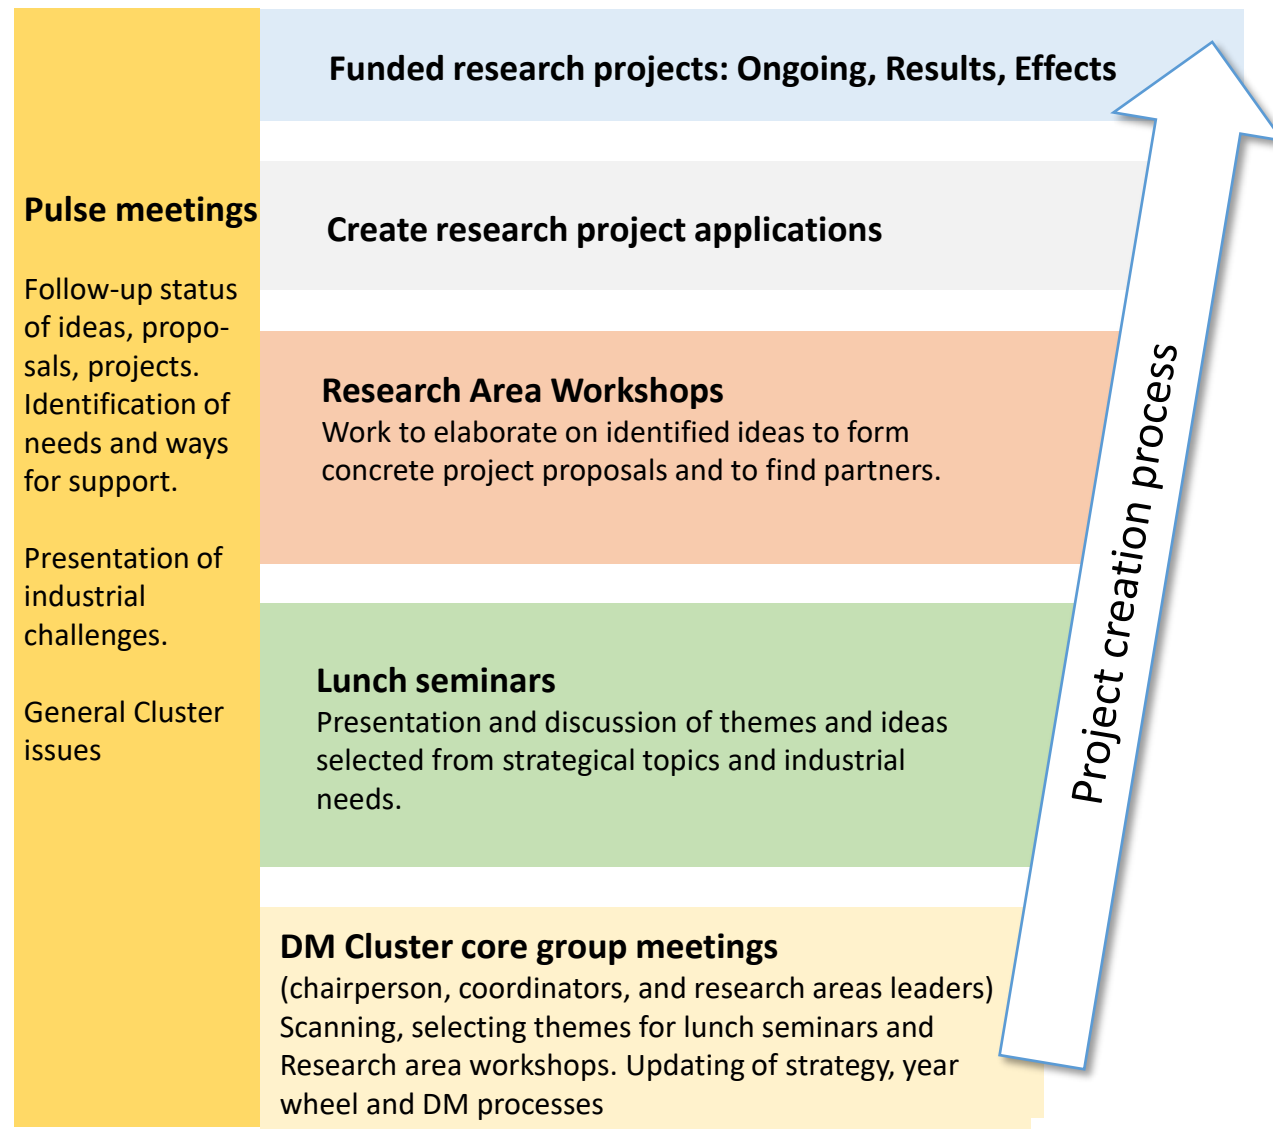 Funded research projects: Ongoing, Results, Effects
Pulse meetings
Follow-up status
of ideas, propo-
sals, projects.
Identification of
needs and ways
for support.
Presentation of
industrial
challenges.
General Cluster
issues
Create research project applications
Research Area Workshops
Work to elaborate on identified ideas to form
concrete project proposals and to find partners.
Lunch seminars
Presentation and discussion of themes and ideas
selected from strategical topics and industrial
needs.
DM Cluster core group meetings
(chairperson, coordinators, and research areas leaders)
Scanning, selecting themes for lunch seminars and
Research area workshops. Updating of strategy, year
wheel and DM processes
Project creation process